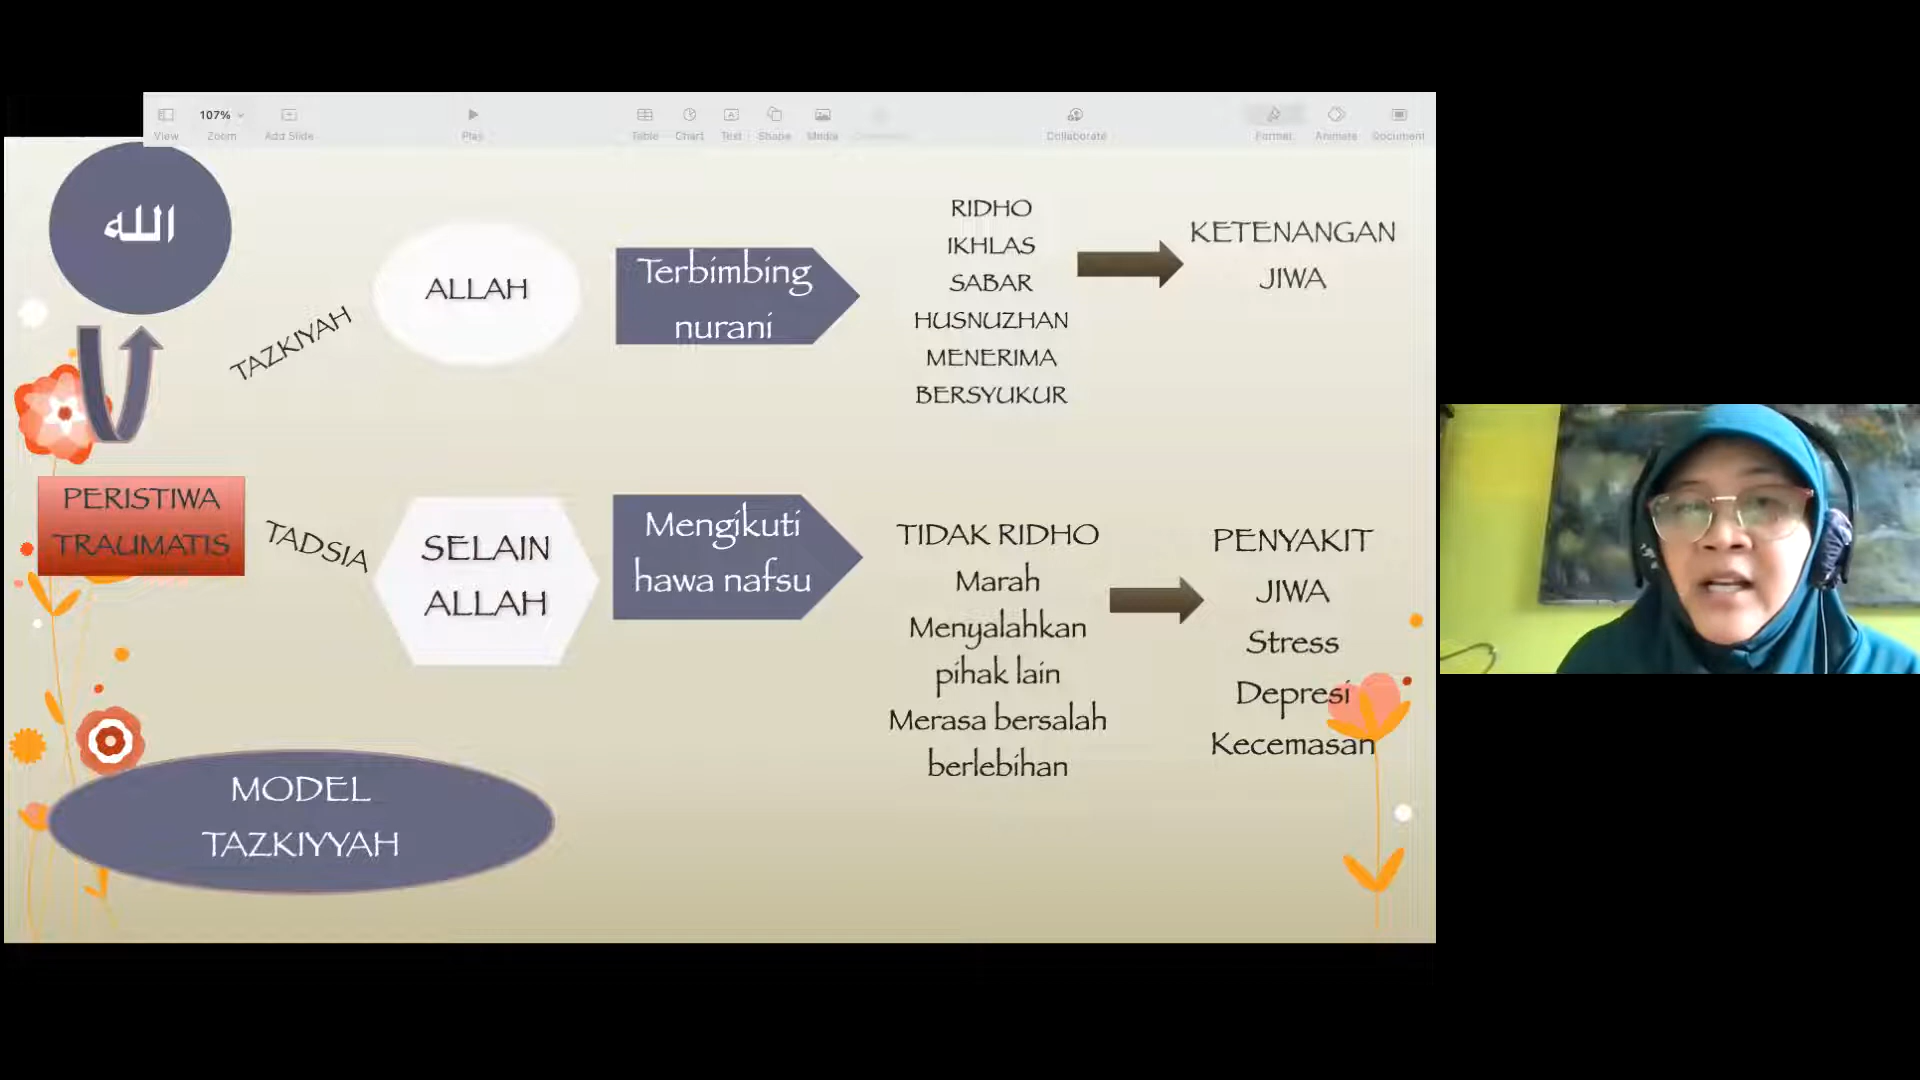 107%
View
Zoom
Add Slide
Play
Table
Chart
Text
Shape
Media
Collaborate
Format
Animate
Document
الله
TAZKIYAH
ALLAH
Terbimbing
nurani
RIDHO
IKHLAS
SABAR
HUSNUZHAN
MENERIMA
BERSYUKUR
KETENANGAN
JIWA
PERISTIWA
TRAUMATIS
TADSIA
SELAIN
ALLAH
Mengikuti
hawa nafsu
TIDAK RIDHO
Marah
Menyalahkan
pihak lain
Merasa bersalah
berlebihan
PENYAKIT
JIWA
Stress
Depresi
Kecemasan
MODEL
TAZKIYYAH